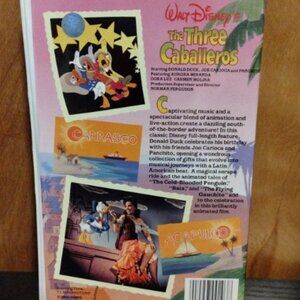 WALT DISNEY'S
The Three
Caballeros
Starring DONALD DUCK, JOE CARIOCA and PANCHITO
Featuring AURORA MIRANDA
DORA LUZ CARMEN MOLINA
Production Supervisor and Director
NORMAN FERGUSON
Captivating music and a
spectacular blend of animation and
live-action create a dazzling south-
of-the-border adventure! In this
classic Disney full-length feature,
Donald Duck celebrates his birthday
with his friends Joe Carioca and
Panchito, opening a wondrous
collection of gifts that evolve into
musical journeys with a Latin
American beat. A magical serape
ride and the animated tales of
"The Cold-Blooded Penguin,"
"Baia," and "The Flying
Gauchito" add
to the celebration
in this brilliantly
animated film.
ACAPULCO